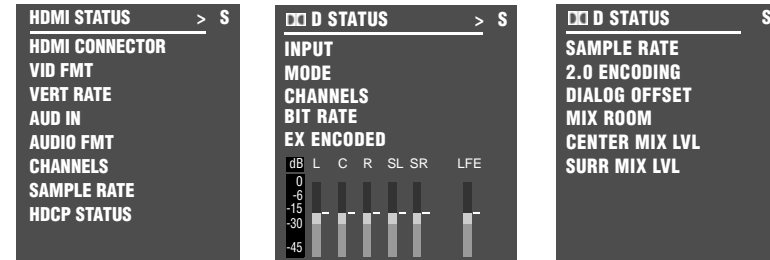 HDMI STATUS > S
HDMI CONNECTOR
VID FMT
VERT RATE
AUD IN
AUDIO FMT
CHANNELS
SAMPLE RATE
HDCP STATUS
D STATUS > S
INPUT
MODE
CHANNELS
BIT RATE
EX ENCODED
dB L C R SL SR LFE
0
-6
-15
-30
-45
D STATUS S
SAMPLE RATE
2.0 ENCODING
DIALOG OFFSET
MIX ROOM
CENTER MIX LVL
SURR MIX LVL